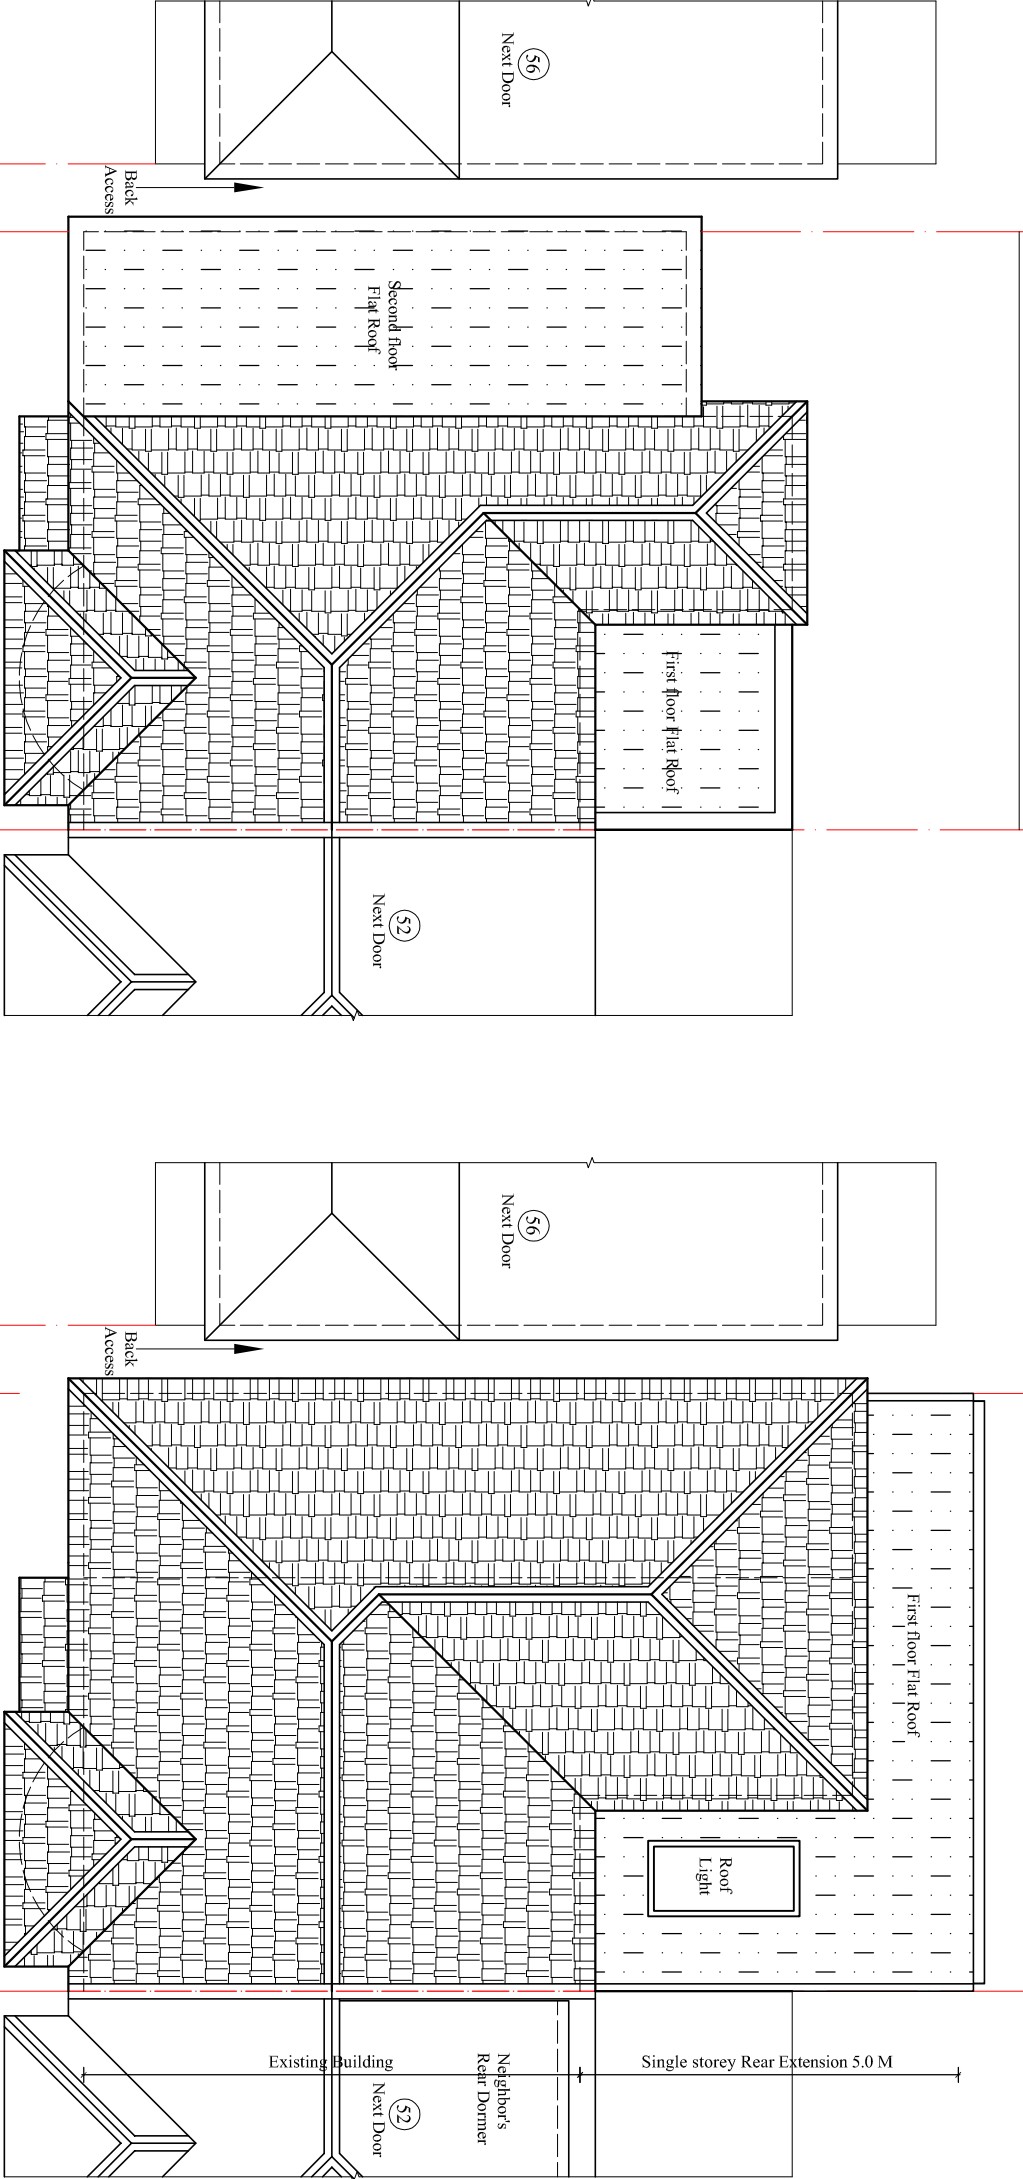 56
Next Door
Back
Access
Second floor
Flat Roof
First floor Flat Roof
52
Next Door
56
Next Door
Back
Access
First floor Flat Roof
Roof
Light
Existing Building
Single storey Rear Extension 5.0 M
Neighbor's
Rear Dormer
52
Next Door